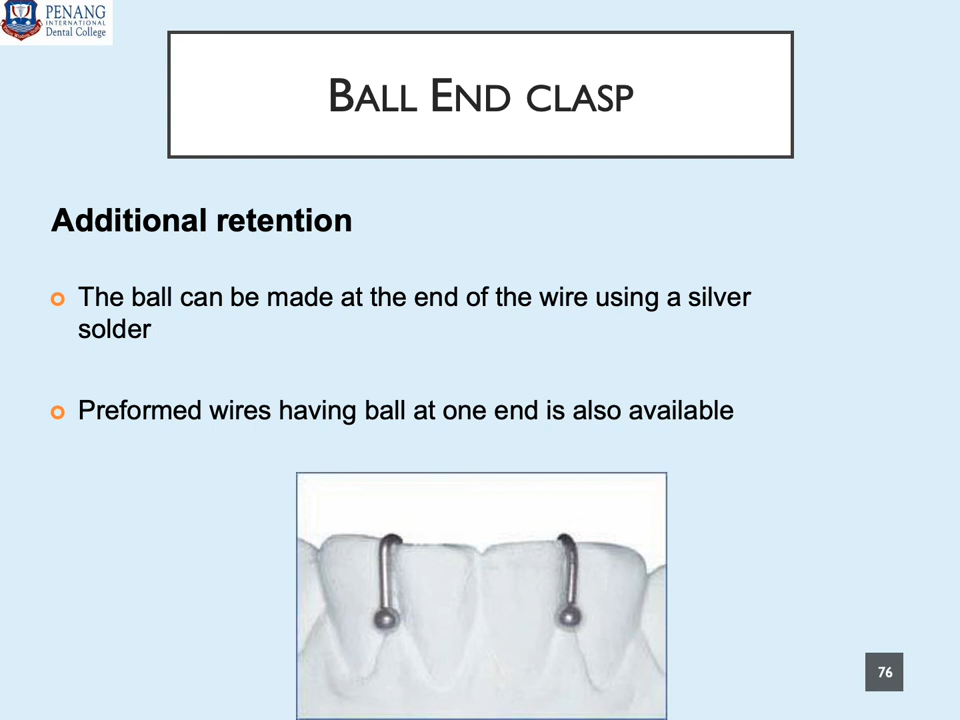 PENANG
INTERNATIONAL
Dental College
BALL END CLASP
Additional retention
The ball can be made at the end of the wire using a silver
solder
Preformed wires having ball at one end is also available
76